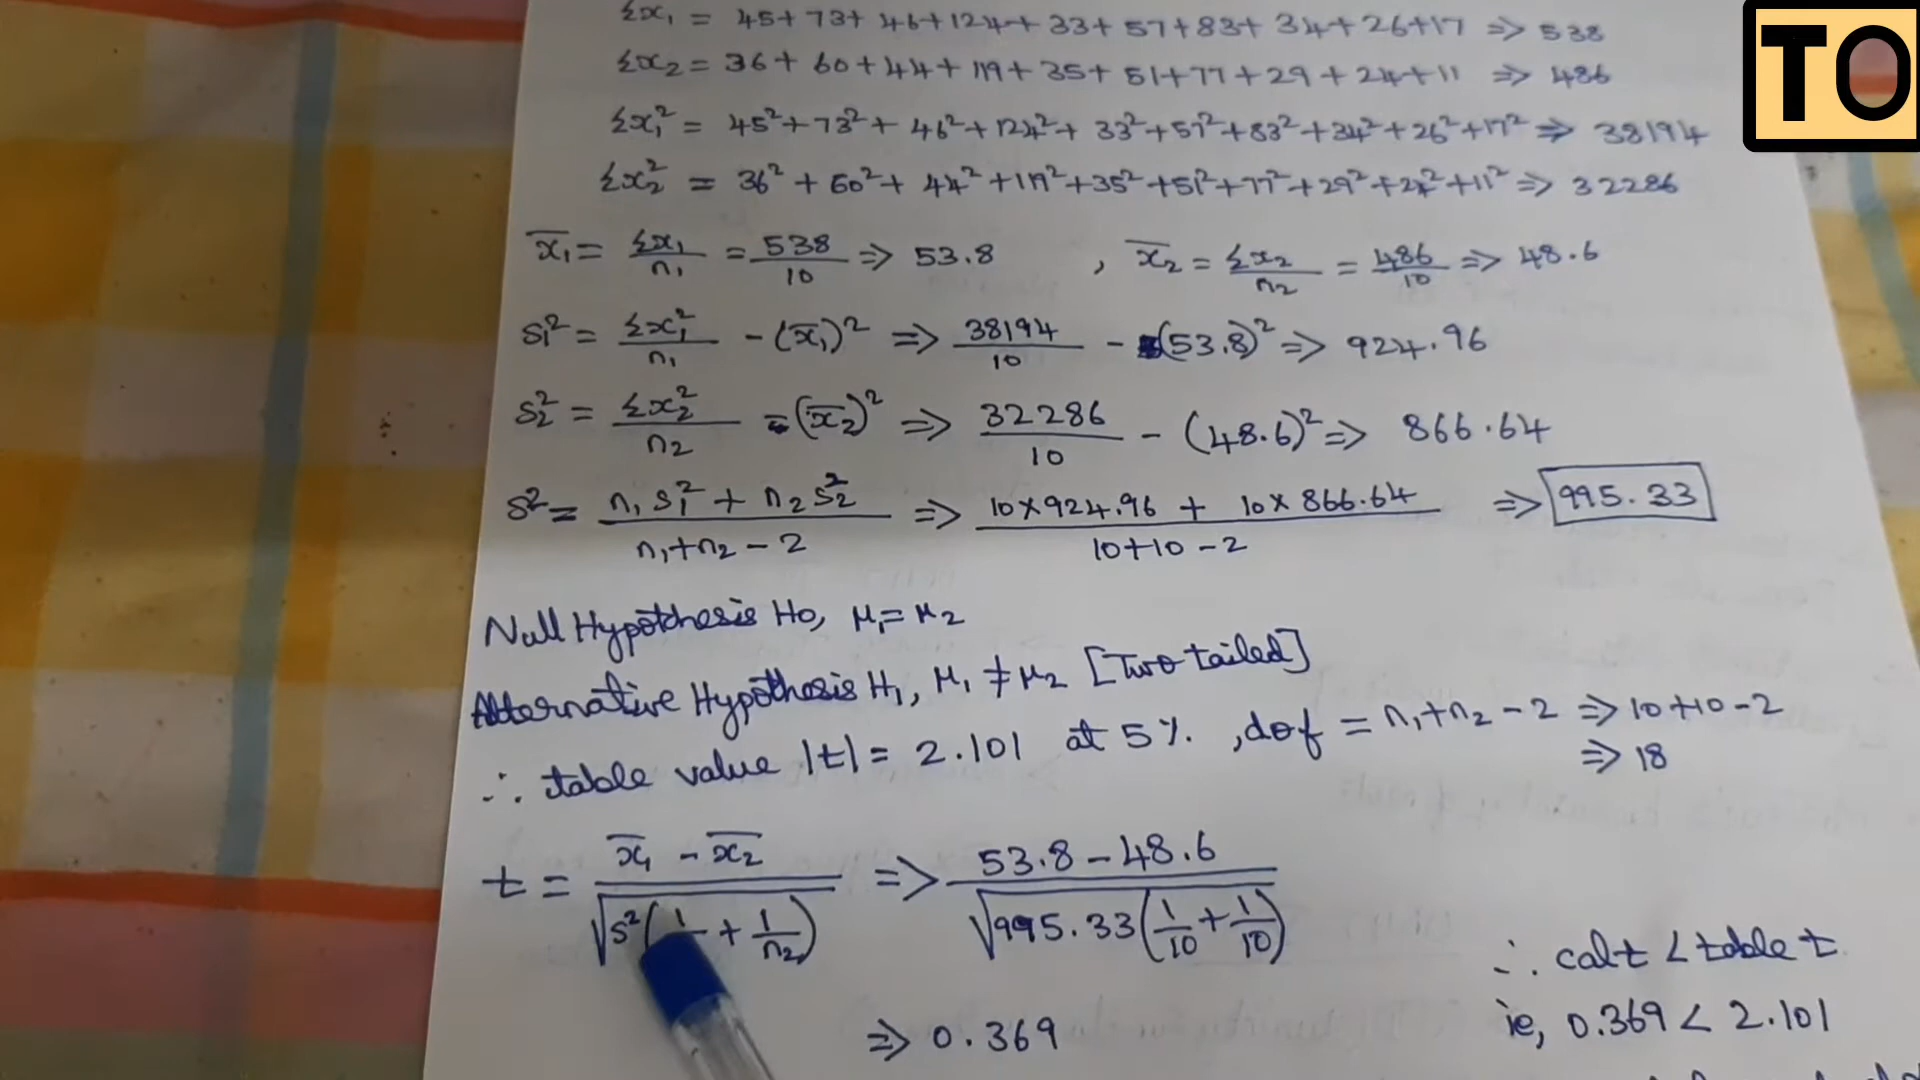 TO
Σx₁ = 45+73+46+124+33+57+83+34+26+17 ⇒ 538
Σx₂ = 36+60+44+119+35+51+77+29+24+11 ⇒ 486
Σx₁² = 45²+73²+46²+124²+33²+57²+83²+34²+26²+17² ⇒ 38194
Σx₂² = 36²+60²+44²+119²+35²+51²+77²+29²+24²+11² ⇒ 32286
x̄₁ = Σx₁/n₁ = 538/10 ⇒ 53.8 , x̄₂ = Σx₂/n₂ = 486/10 ⇒ 48.6
s₁² = Σx₁²/n₁ - (x̄₁)² ⇒ 38194/10 - (53.8)² ⇒ 924.96
s₂² = Σx₂²/n₂ - (x̄₂)² ⇒ 32286/10 - (48.6)² ⇒ 866.64
s² = (n₁s₁² + n₂s₂²)/(n₁+n₂-2) ⇒ (10×924.96 + 10×866.64)/(10+10-2) ⇒ 995.33
Null Hypothesis H₀, μ₁=μ₂
Alternative Hypothesis H₁, μ₁≠μ₂ [Two tailed]
∴ table value |t| = 2.101 at 5% , dof = n₁+n₂-2 ⇒ 10+10-2
⇒ 18
t = (x̄₁ - x̄₂)/√(s²(1/ + 1/n₂)) ⇒ (53.8 - 48.6)/√(995.33(1/10 + 1/10))
∴ cal t < table t
⇒ 0.369
ie, 0.369 < 2.101